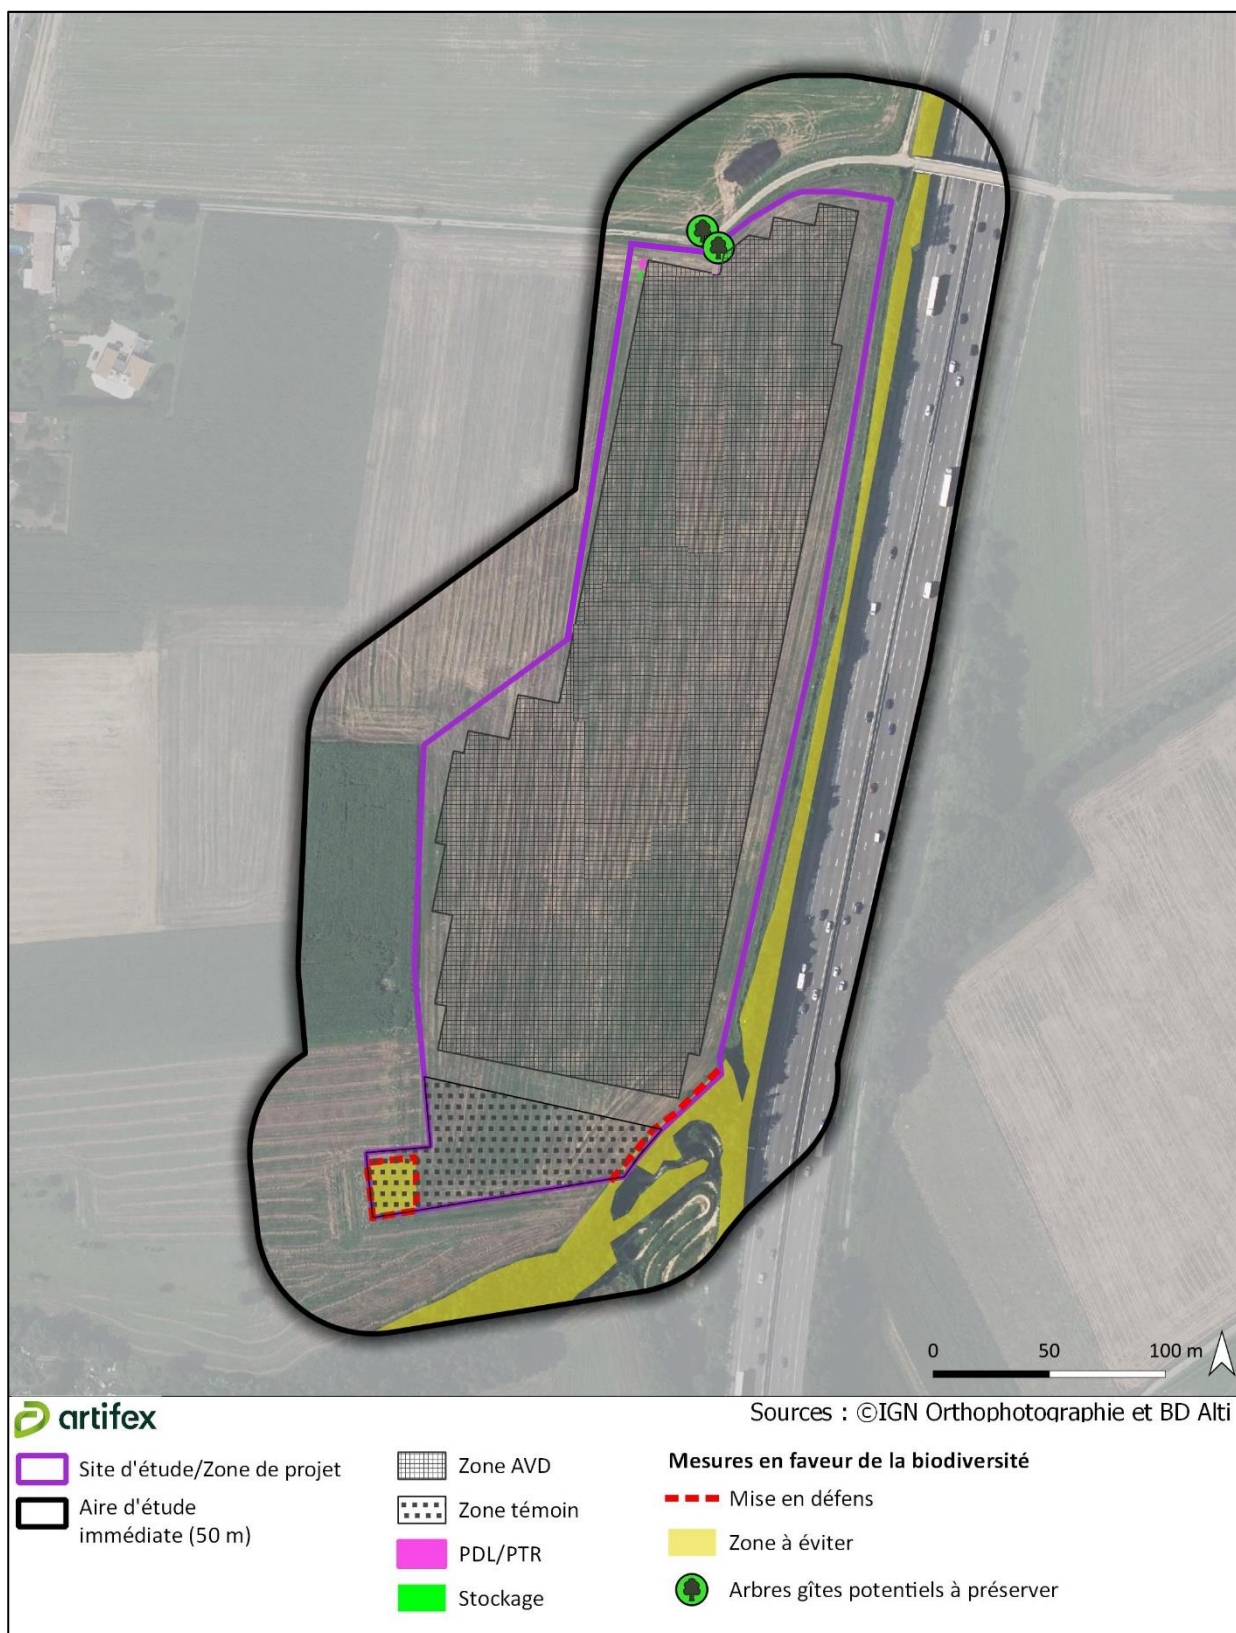 0 50 100 m
artifex
Sources : ©IGN Orthophotographie et BD Alti
Site d'étude/Zone de projet
Aire d'étude
immédiate (50 m)
Zone AVD
Zone témoin
PDL/PTR
Stockage
Mesures en faveur de la biodiversité
Mise en défens
Zone à éviter
Arbres gîtes potentiels à préserver